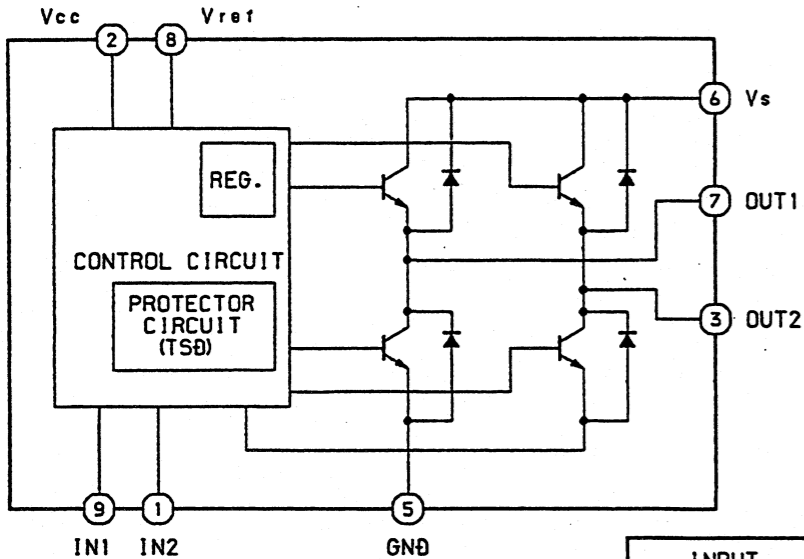 Vcc Vref
2 8
6 Vs
REG.
7 OUT1
CONTROL CIRCUIT
PROTECTOR
CIRCUIT
(TSD)
3 OUT2
9 1 5
IN1 IN2 GND
INPUT